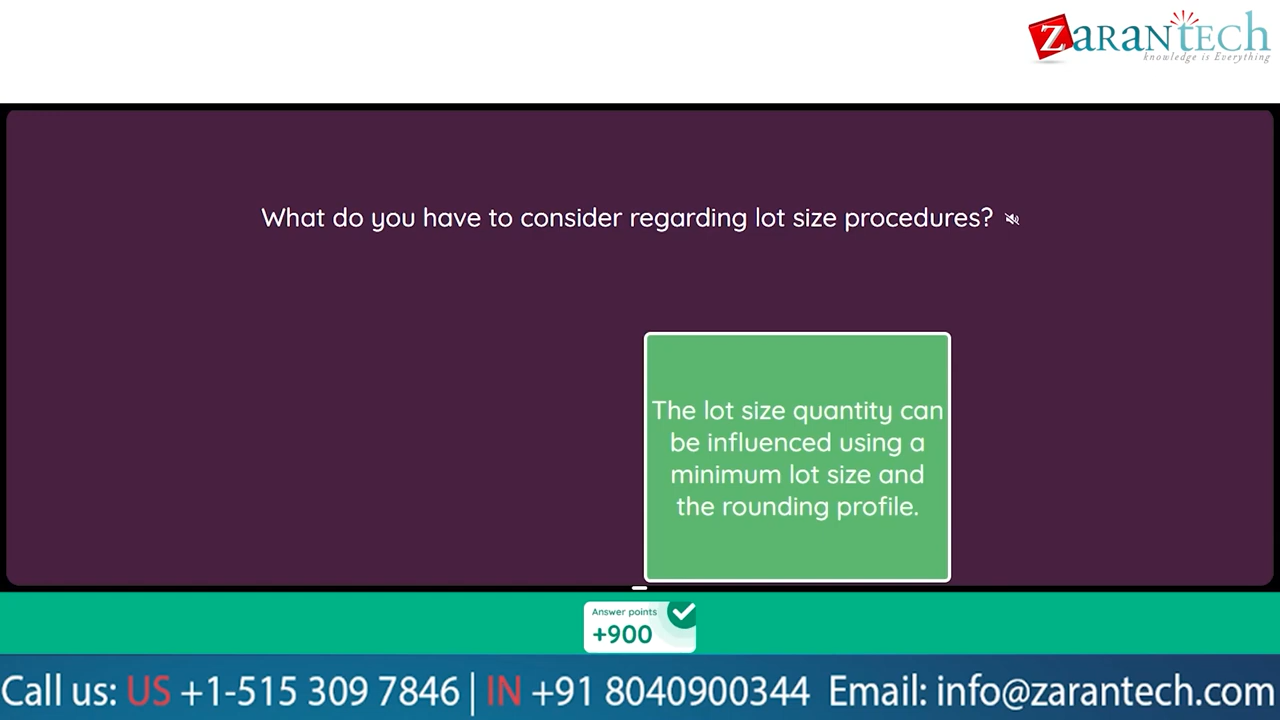 ZARANTECH
knowledge is Everything
What do you have to consider regarding lot size procedures?
The lot size quantity can
be influenced using a
minimum lot size and
the rounding profile.
Answer points
+900
Call us: US +1-515 309 7846 | IN +91 8040900344 Email: info@zarantech.com